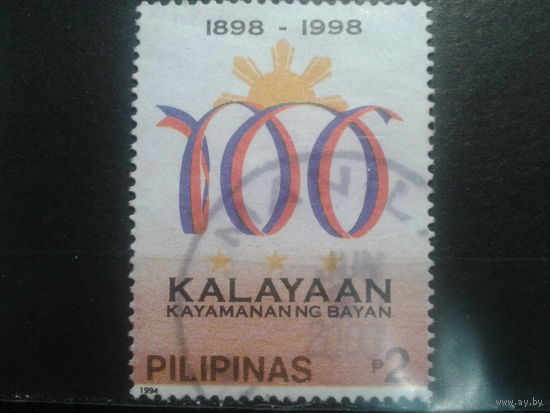 1898 - 1998
100
KALAYAAN
KAYAMANAN NG BAYAN
PILIPINAS P2
1994
www.ay.by